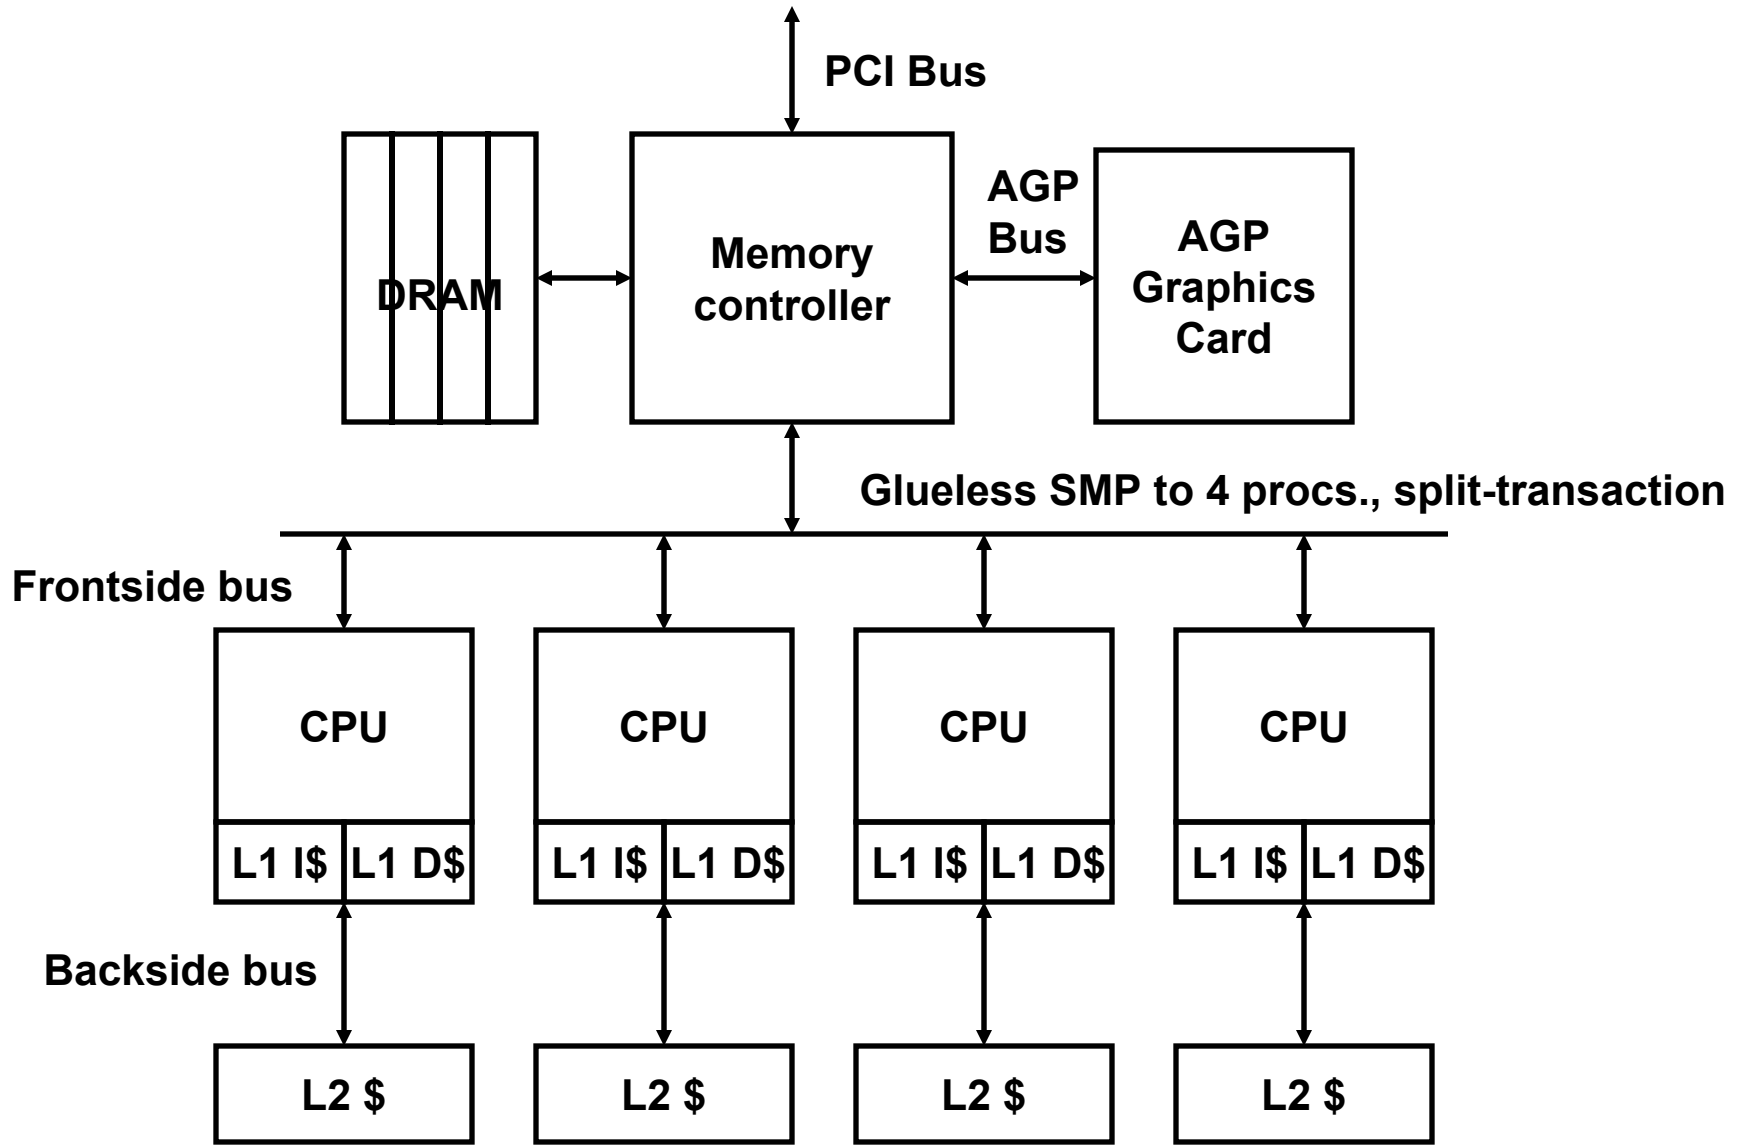 PCI Bus
DRAM
Memory
controller
AGP
Bus
AGP
Graphics
Card
Glueless SMP to 4 procs., split-transaction
Frontside bus
CPU
CPU
CPU
CPU
L1 I$
L1 D$
L1 I$
L1 D$
L1 I$
L1 D$
L1 I$
L1 D$
Backside bus
L2 $
L2 $
L2 $
L2 $